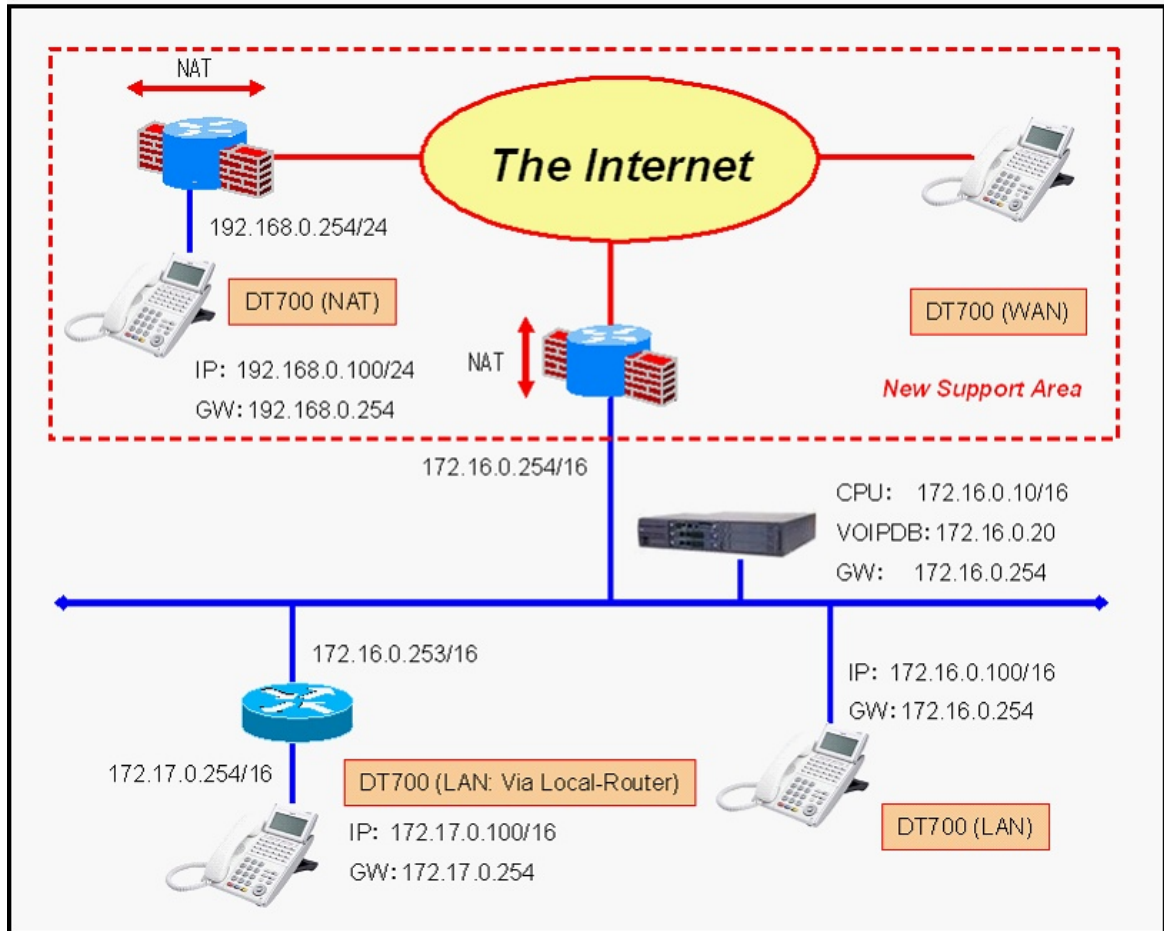 NAT
The Internet
192.168.0.254/24
DT700 (NAT)
DT700 (WAN)
IP: 192.168.0.100/24
GW: 192.168.0.254
NAT
New Support Area
172.16.0.254/16
CPU: 172.16.0.10/16
VOIPDB: 172.16.0.20
GW: 172.16.0.254
172.16.0.253/16
IP: 172.16.0.100/16
GW: 172.16.0.254
172.17.0.254/16
DT700 (LAN: Via Local-Router)
IP: 172.17.0.100/16
GW: 172.17.0.254
DT700 (LAN)